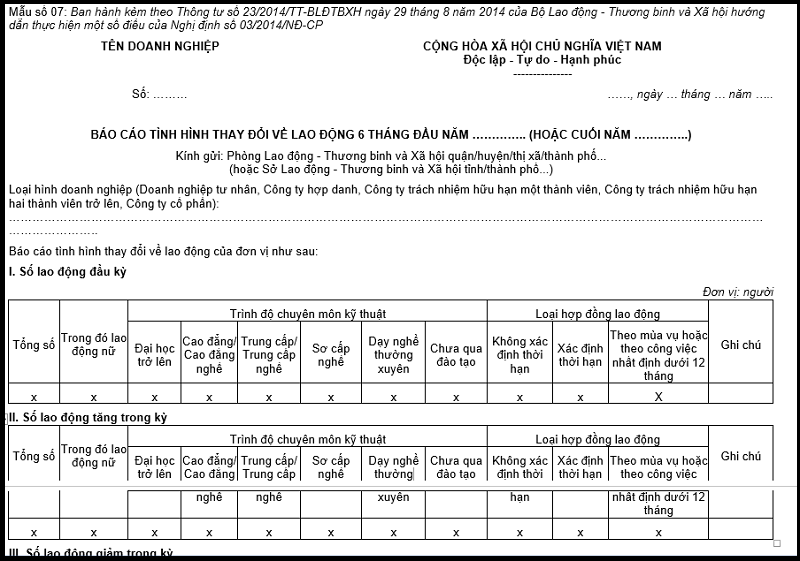 Mẫu số 07: Ban hành kèm theo Thông tư số 23/2014/TT-BLĐTBXH ngày 29 tháng 8 năm 2014 của Bộ Lao động - Thương binh và Xã hội hướng
dẫn thực hiện một số điều của Nghị định số 03/2014/NĐ-CP
TÊN DOANH NGHIỆP
CỘNG HÒA XÃ HỘI CHỦ NGHĨA VIỆT NAM
Độc lập - Tự do - Hạnh phúc
---------------
Số: ………
……, ngày … tháng … năm …..
BÁO CÁO TÌNH HÌNH THAY ĐỔI VỀ LAO ĐỘNG 6 THÁNG ĐẦU NĂM ………….. (HOẶC CUỐI NĂM …………..)
Kính gửi: Phòng Lao động - Thương binh và Xã hội quận/huyện/thị xã/thành phố...
(hoặc Sở Lao động - Thương binh và Xã hội tỉnh/thành phố...)
Loại hình doanh nghiệp (Doanh nghiệp tư nhân, Công ty hợp danh, Công ty trách nhiệm hữu hạn một thành viên, Công ty trách nhiệm hữu hạn
hai thành viên trở lên, Công ty cổ phần):
………………………………………………………………………………………………………………………………
…………………..
Báo cáo tình hình thay đổi về lao động của đơn vị như sau:
I. Số lao động đầu kỳ
Đơn vị: người
Trình độ chuyên môn kỹ thuật
Loại hợp đồng lao động
Tổng số
Trong đó lao
động nữ
Đại học
trở lên
Cao đẳng/
Cao đẳng
nghề
Trung cấp/
Trung cấp
nghề
Sơ cấp
nghề
Dạy nghề
thường
xuyên
Chưa qua
đào tạo
Không xác
định thời
hạn
Xác định
thời hạn
Theo mùa vụ hoặc
theo công việc
nhất định dưới 12
tháng
Ghi chú
x x x x x x x x x x X
II. Số lao động tăng trong kỳ
Trình độ chuyên môn kỹ thuật
Loại hợp đồng lao động
Tổng số
Trong đó lao
động nữ
Đại học
trở lên
Cao đẳng/
Cao đẳng
nghề
Trung cấp/
Trung cấp
nghề
Sơ cấp
nghề
Dạy nghề
thường
xuyên
Chưa qua
đào tạo
Không xác
định thời
hạn
Xác định
thời hạn
Theo mùa vụ hoặc
theo công việc
nhất định dưới 12
tháng
Ghi chú
x x x x x x x x x x x
III. Số lao động giảm trong kỳ